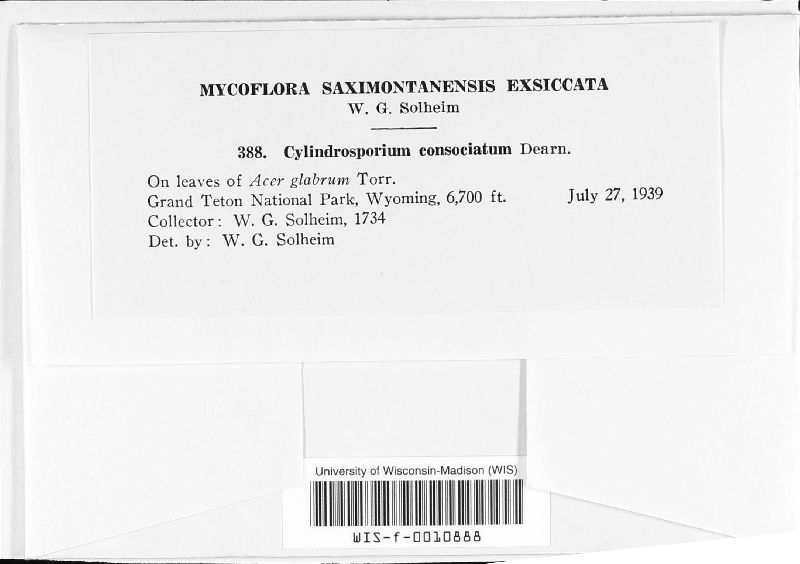 MYCOFLORA SAXIMONTANENSIS EXSICCATA
W. G. Solheim
388. Cylindrosporium consociatum Dearn.
On leaves of Acer glabrum Torr.
Grand Teton National Park, Wyoming, 6,700 ft. July 27, 1939
Collector: W. G. Solheim, 1734
Det. by: W. G. Solheim
University of Wisconsin-Madison (WIS)
WIS-f-0010888